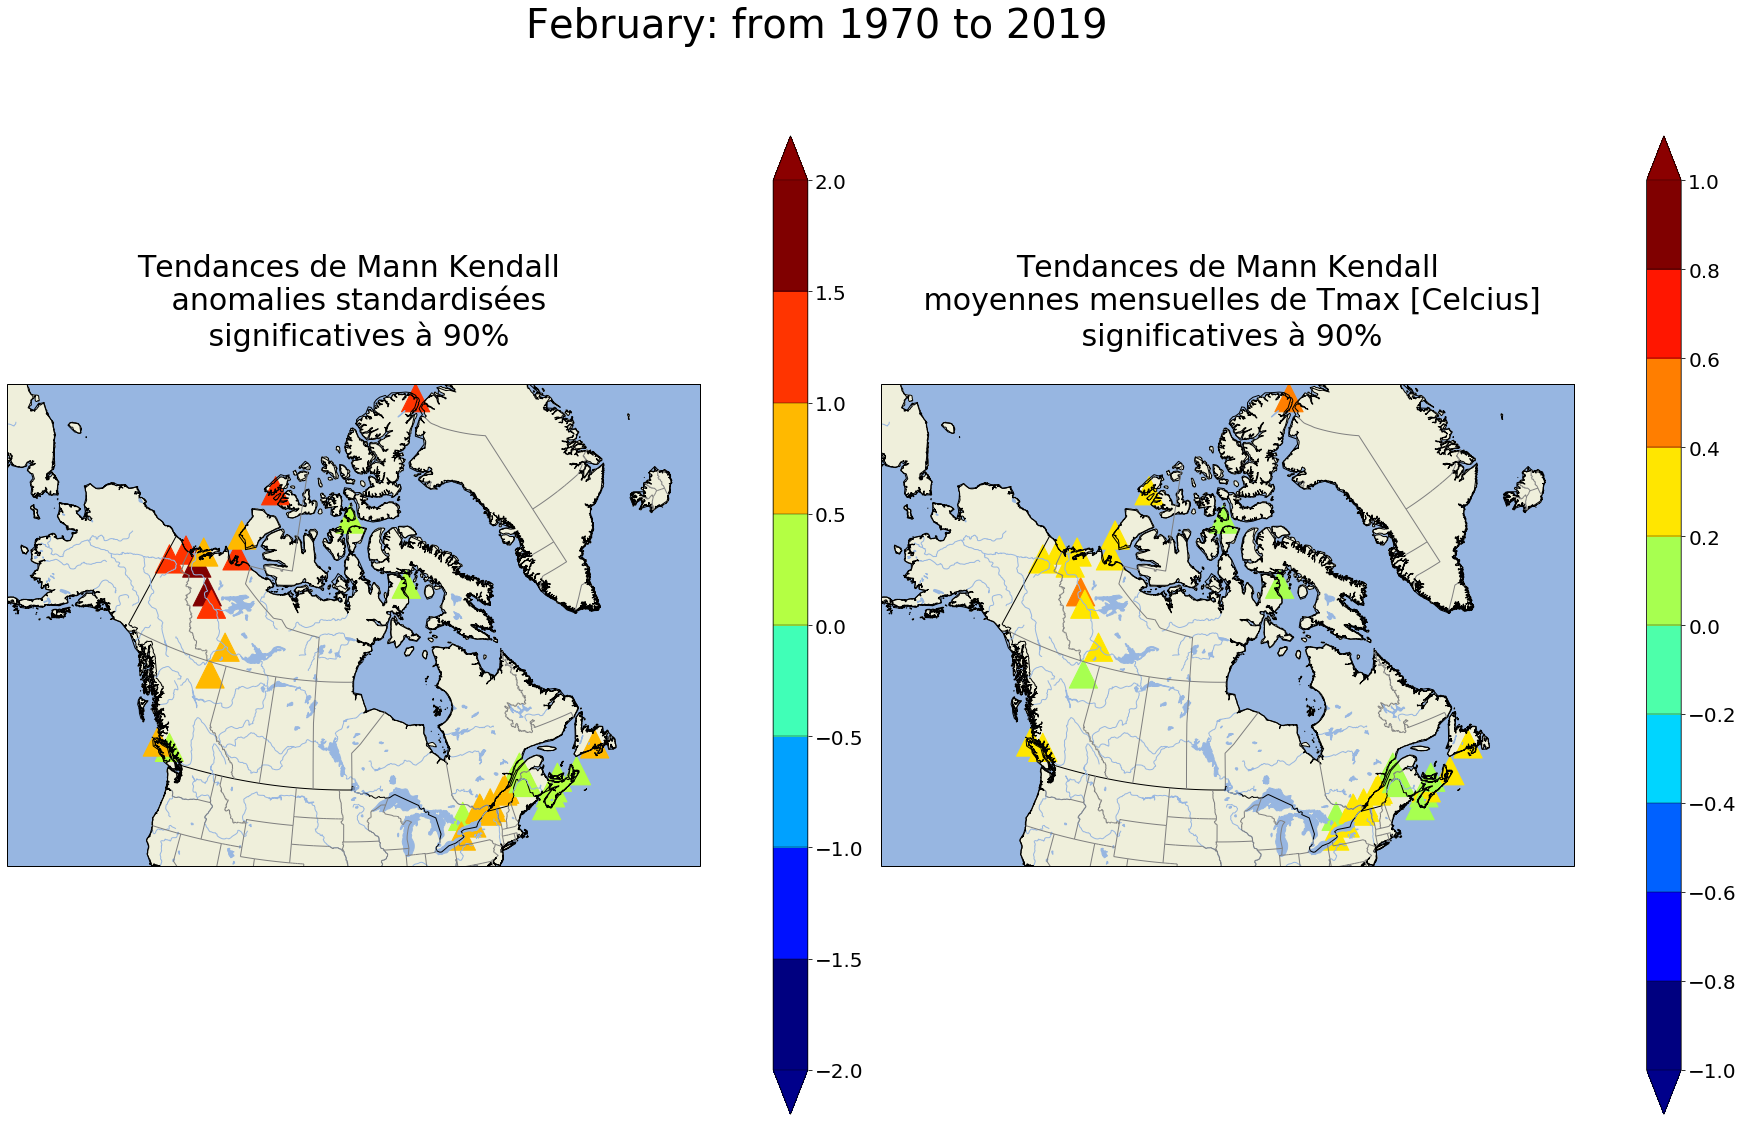 February: from 1970 to 2019
Tendances de Mann Kendall
anomalies standardisées
significatives à 90%
2.0
1.5
1.0
0.5
0.0
−0.5
−1.0
−1.5
−2.0
Tendances de Mann Kendall
moyennes mensuelles de Tmax [Celcius]
significatives à 90%
1.0
0.8
0.6
0.4
0.2
0.0
−0.2
−0.4
−0.6
−0.8
−1.0